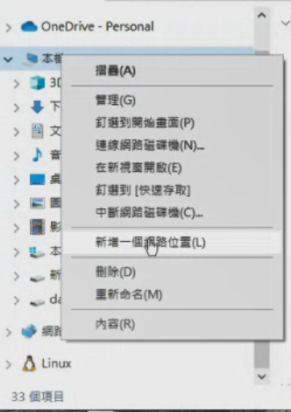 OneDrive - Personal
本機
摺疊(A)
3D
管理(G)
下
釘選到開始畫面(P)
文
連線網路磁碟機(N)...
音
在新視窗開啟(E)
桌
釘選到 [快速存取]
圖
中斷網路磁碟機(C)...
影
新增一個網路位置(L)
本
刪除(D)
新
重新命名(M)
da
內容(R)
網路
Linux
33 個項目